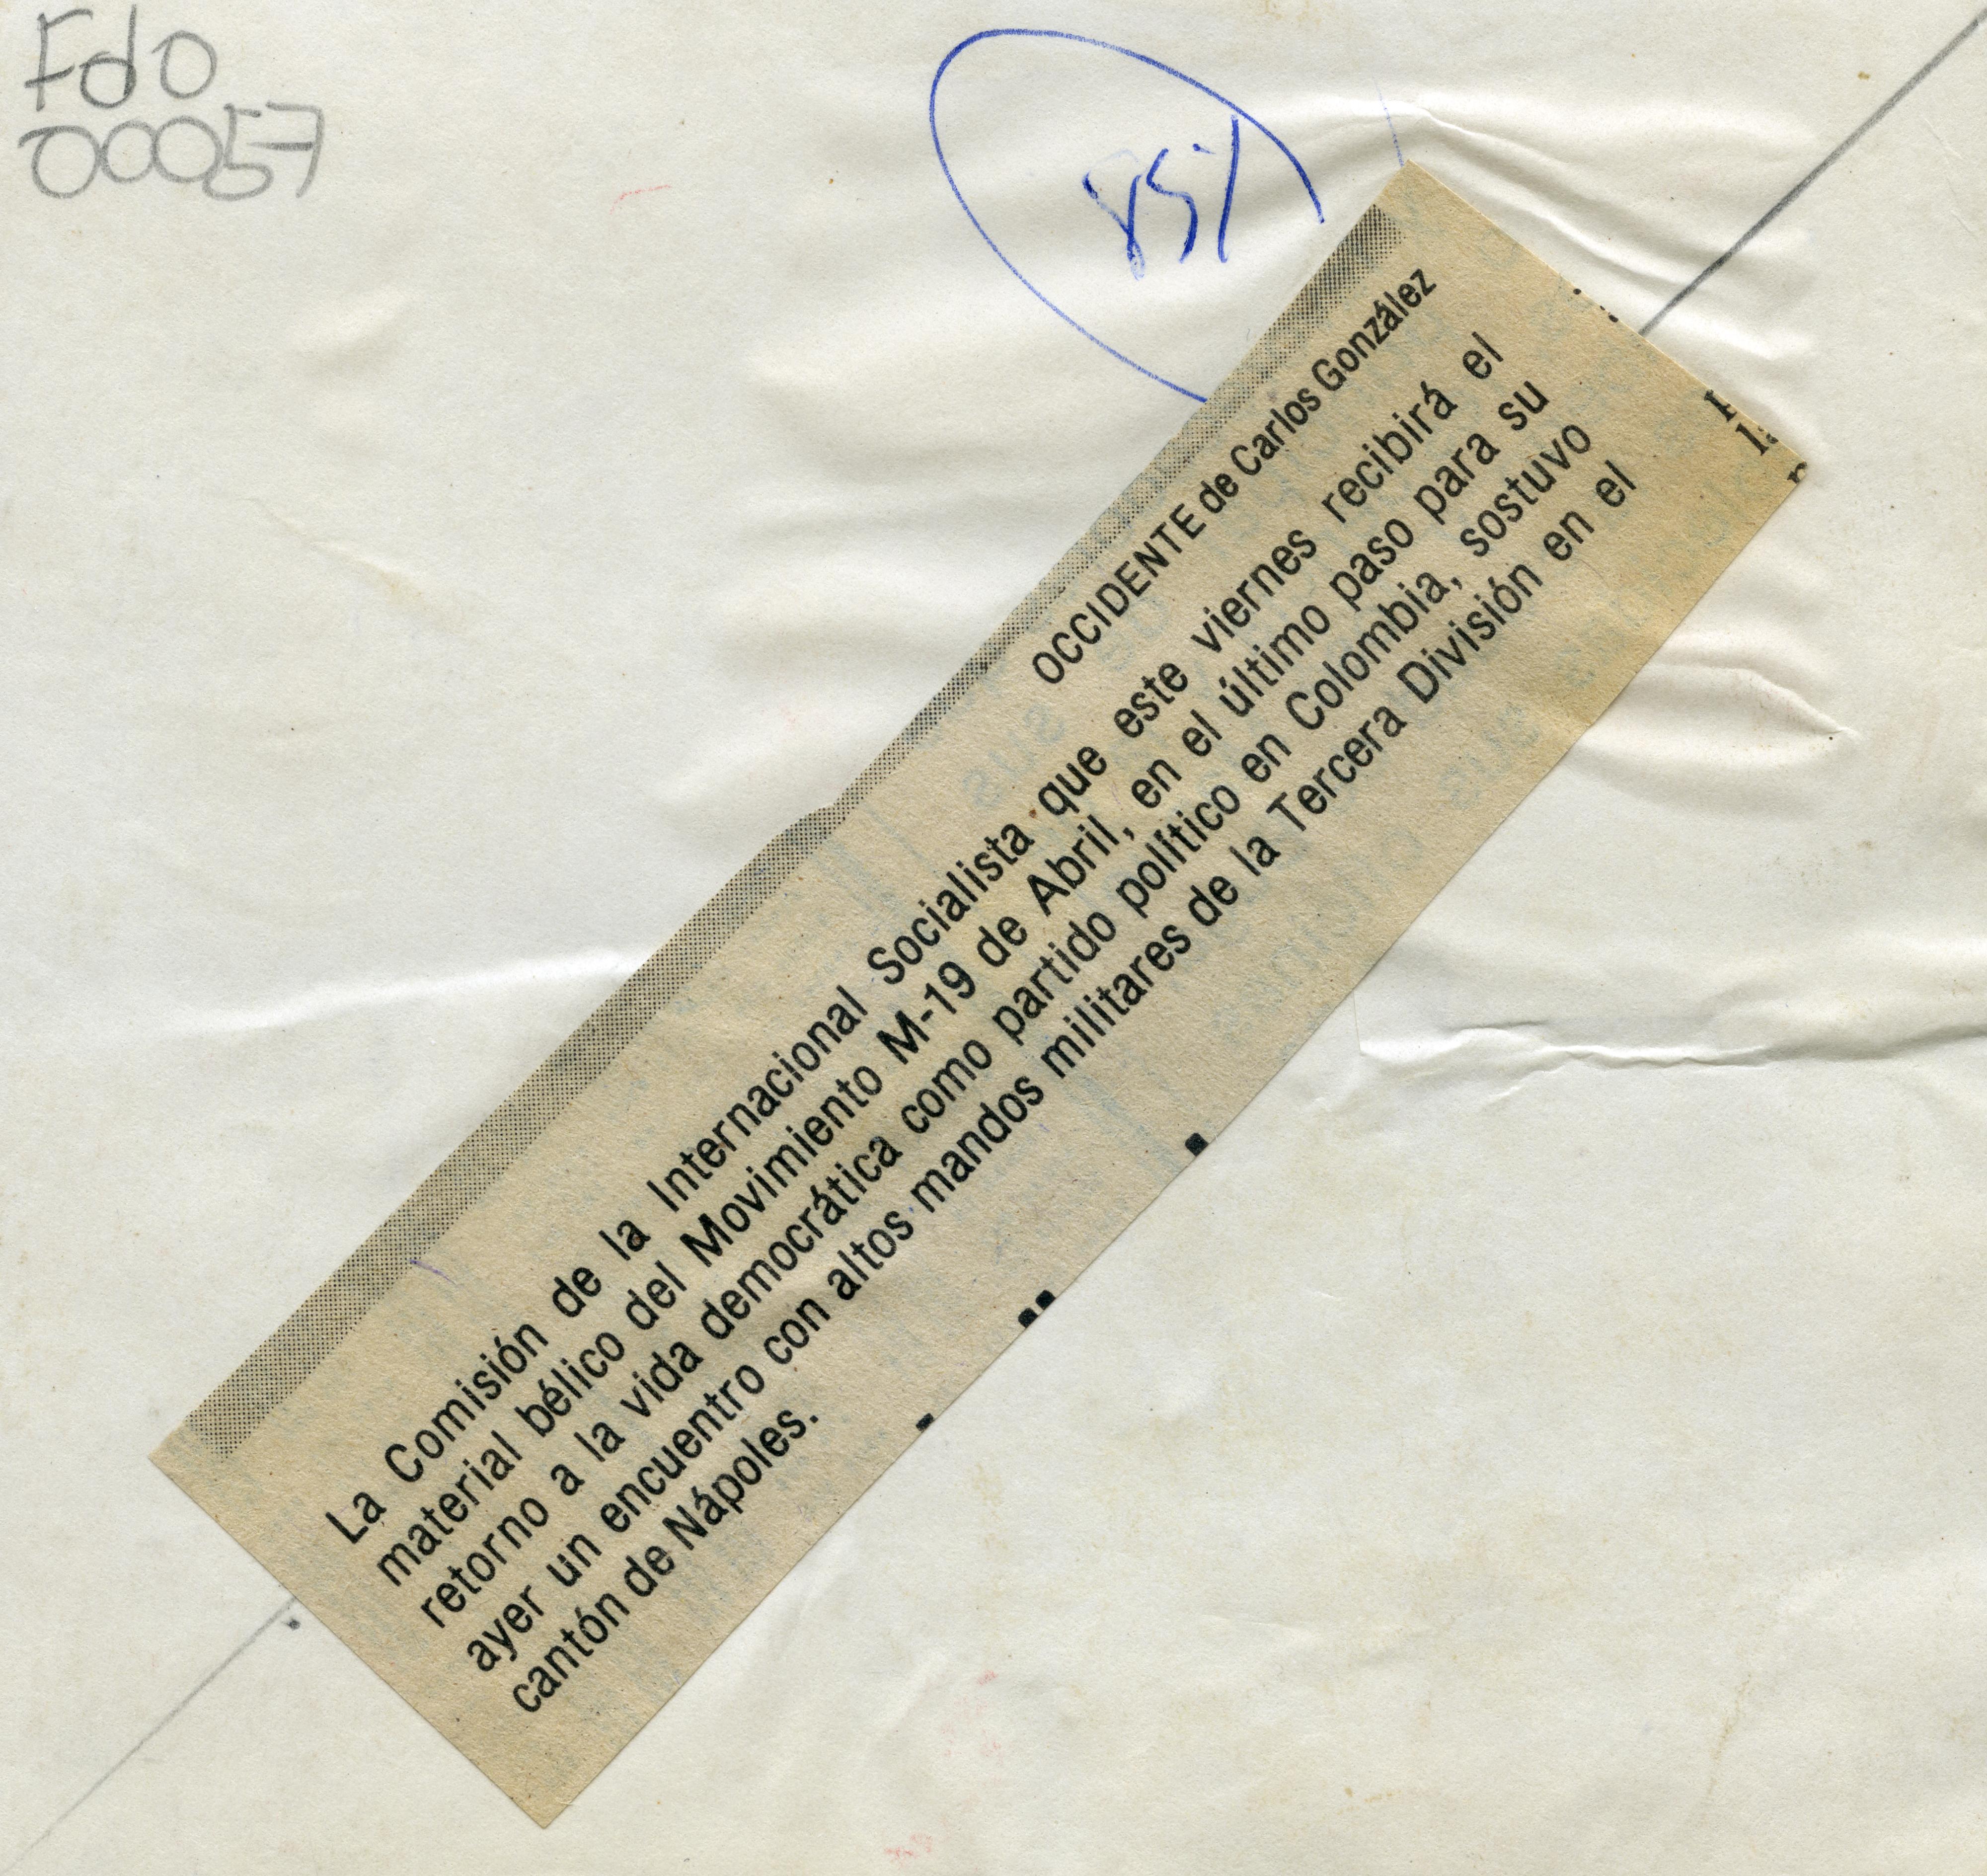 Fdo
00057
85%
OCCIDENTE de Carlos González
La Comisión de la Internacional Socialista que este viernes recibirá el
material bélico del Movimiento M-19 de Abril, en el último paso para su
retorno a la vida democrática como partido político en Colombia, sostuvo
ayer un encuentro con altos mandos militares de la Tercera División en el
cantón de Nápoles.